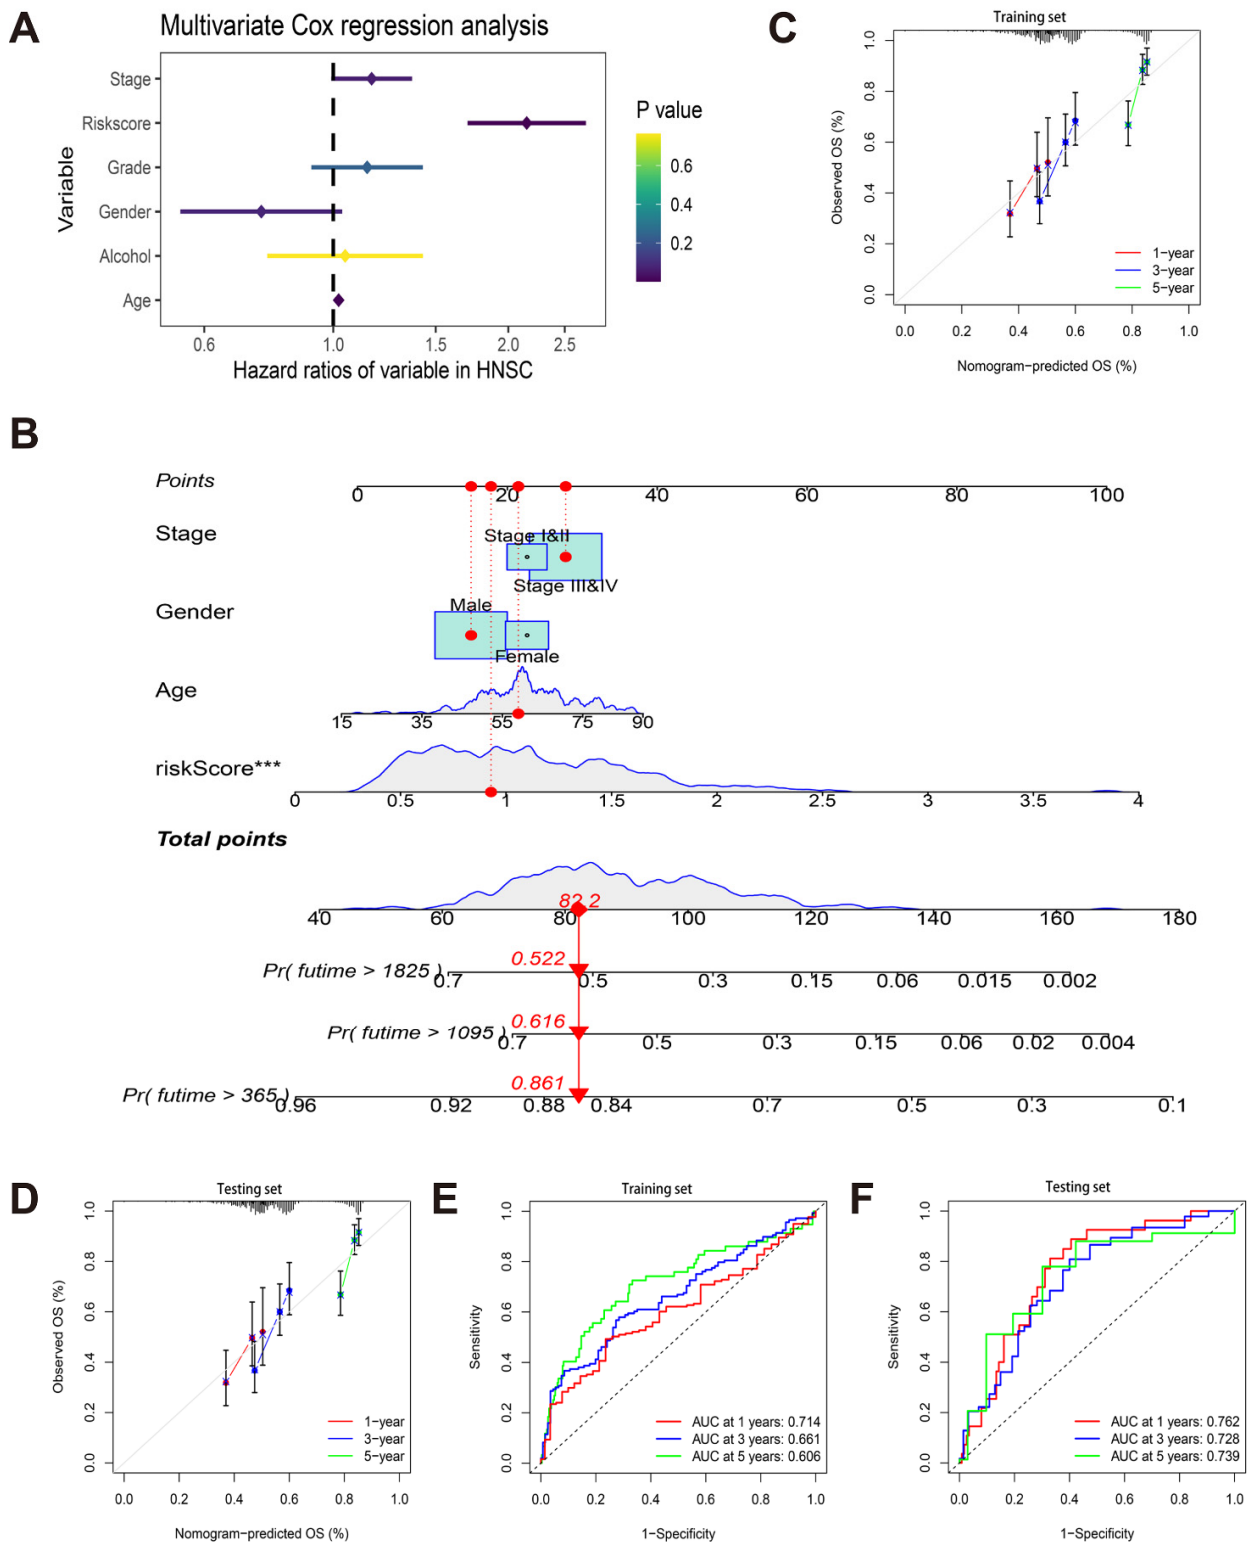 A
Multivariate Cox regression analysis
Variable
Stage
Riskscore
Grade
Gender
Alcohol
Age
0.6 1.0 1.5 2.0 2.5
Hazard ratios of variable in HNSC
P value
0.6
0.4
0.2
C
Training set
Observed OS (%)
1.0
0.8
0.6
0.4
0.2
0.0
1-year
3-year
5-year
0.0 0.2 0.4 0.6 0.8 1.0
Nomogram-predicted OS (%)
B
Points
0 20 40 60 80 100
Stage
Stage I&II
Stage III&IV
Gender
Male
Female
Age
15 35 55 75 90
riskScore***
0 0.5 1 1.5 2 2.5 3 3.5 4
Total points
82.2
40 60 80 100 120 140 160 180
0.522
Pr( futime > 1825 )
0.7 0.5 0.3 0.15 0.06 0.015 0.002
0.616
Pr( futime > 1095 )
0.7 0.5 0.3 0.15 0.06 0.02 0.004
0.861
Pr( futime > 365 )
0.96 0.92 0.88 0.84 0.7 0.5 0.3 0.1
D
Testing set
Observed OS (%)
1.0
0.8
0.6
0.4
0.2
0.0
1-year
3-year
5-year
0.0 0.2 0.4 0.6 0.8 1.0
Nomogram-predicted OS (%)
E
Training set
Sensitivity
1.0
0.8
0.6
0.4
0.2
0.0
AUC at 1 years: 0.714
AUC at 3 years: 0.661
AUC at 5 years: 0.606
0.0 0.2 0.4 0.6 0.8 1.0
1-Specificity
F
Testing set
Sensitivity
1.0
0.8
0.6
0.4
0.2
0.0
AUC at 1 years: 0.762
AUC at 3 years: 0.728
AUC at 5 years: 0.739
0.0 0.2 0.4 0.6 0.8 1.0
1-Specificity